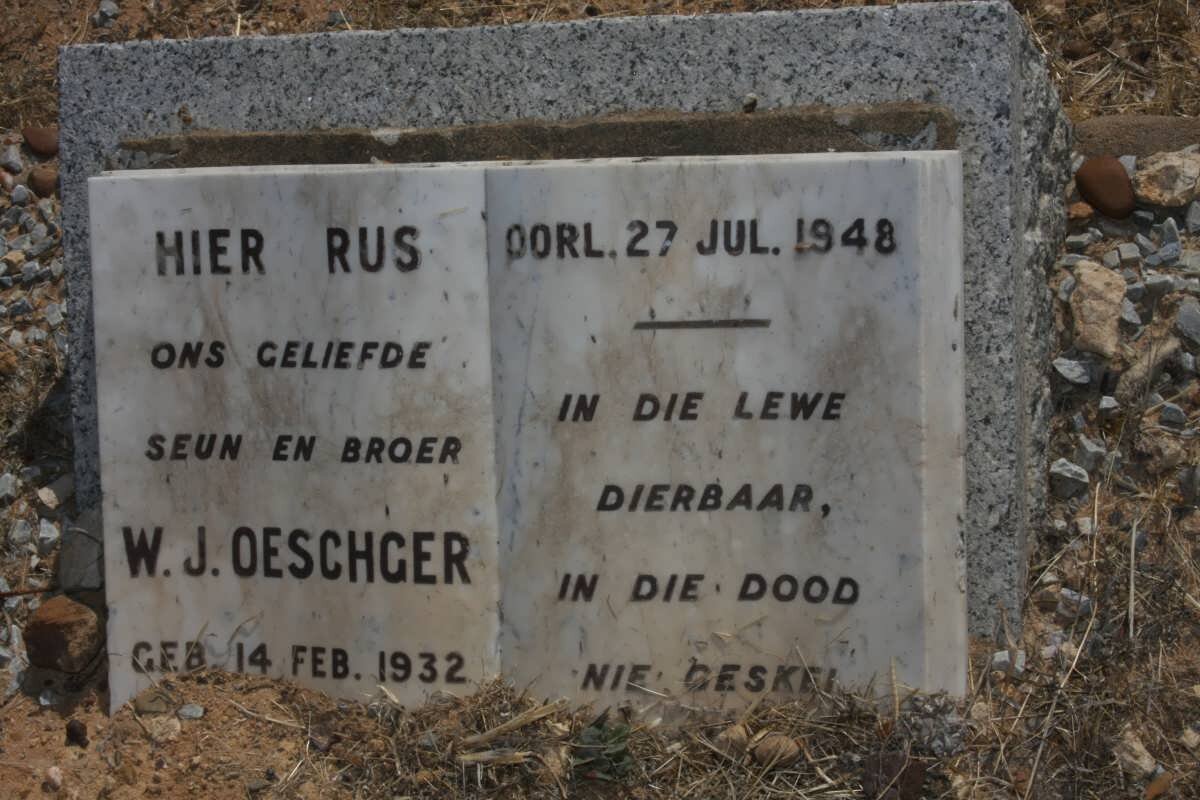 HIER RUS
ONS GELIEFDE
SEUN EN BROER
W. J. OESCHGER
GEB. 14 FEB. 1932
OORL. 27 JUL. 1948
IN DIE LEWE
DIERBAAR,
IN DIE DOOD
NIE GESKEI